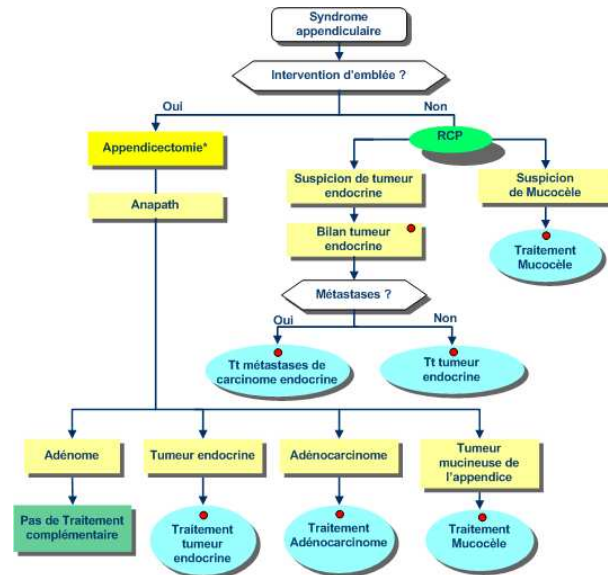 Syndrome
appendiculaire
Intervention d'emblée ?
Oui
Non
Appendicectomie*
RCP
Anapath
Suspicion de tumeur
endocrine
Suspicion
de Mucocèle
Bilan tumeur
endocrine
Traitement
Mucocèle
Métastases ?
Oui
Non
Tt métastases de
carcinome endocrine
Tt tumeur
endocrine
Adénome
Tumeur endocrine
Adénocarcinome
Tumeur
mucineuse de
l'appendice
Pas de Traitement
complémentaire
Traitement
tumeur
endocrine
Traitement
Adénocarcinome
Traitement
Mucocèle